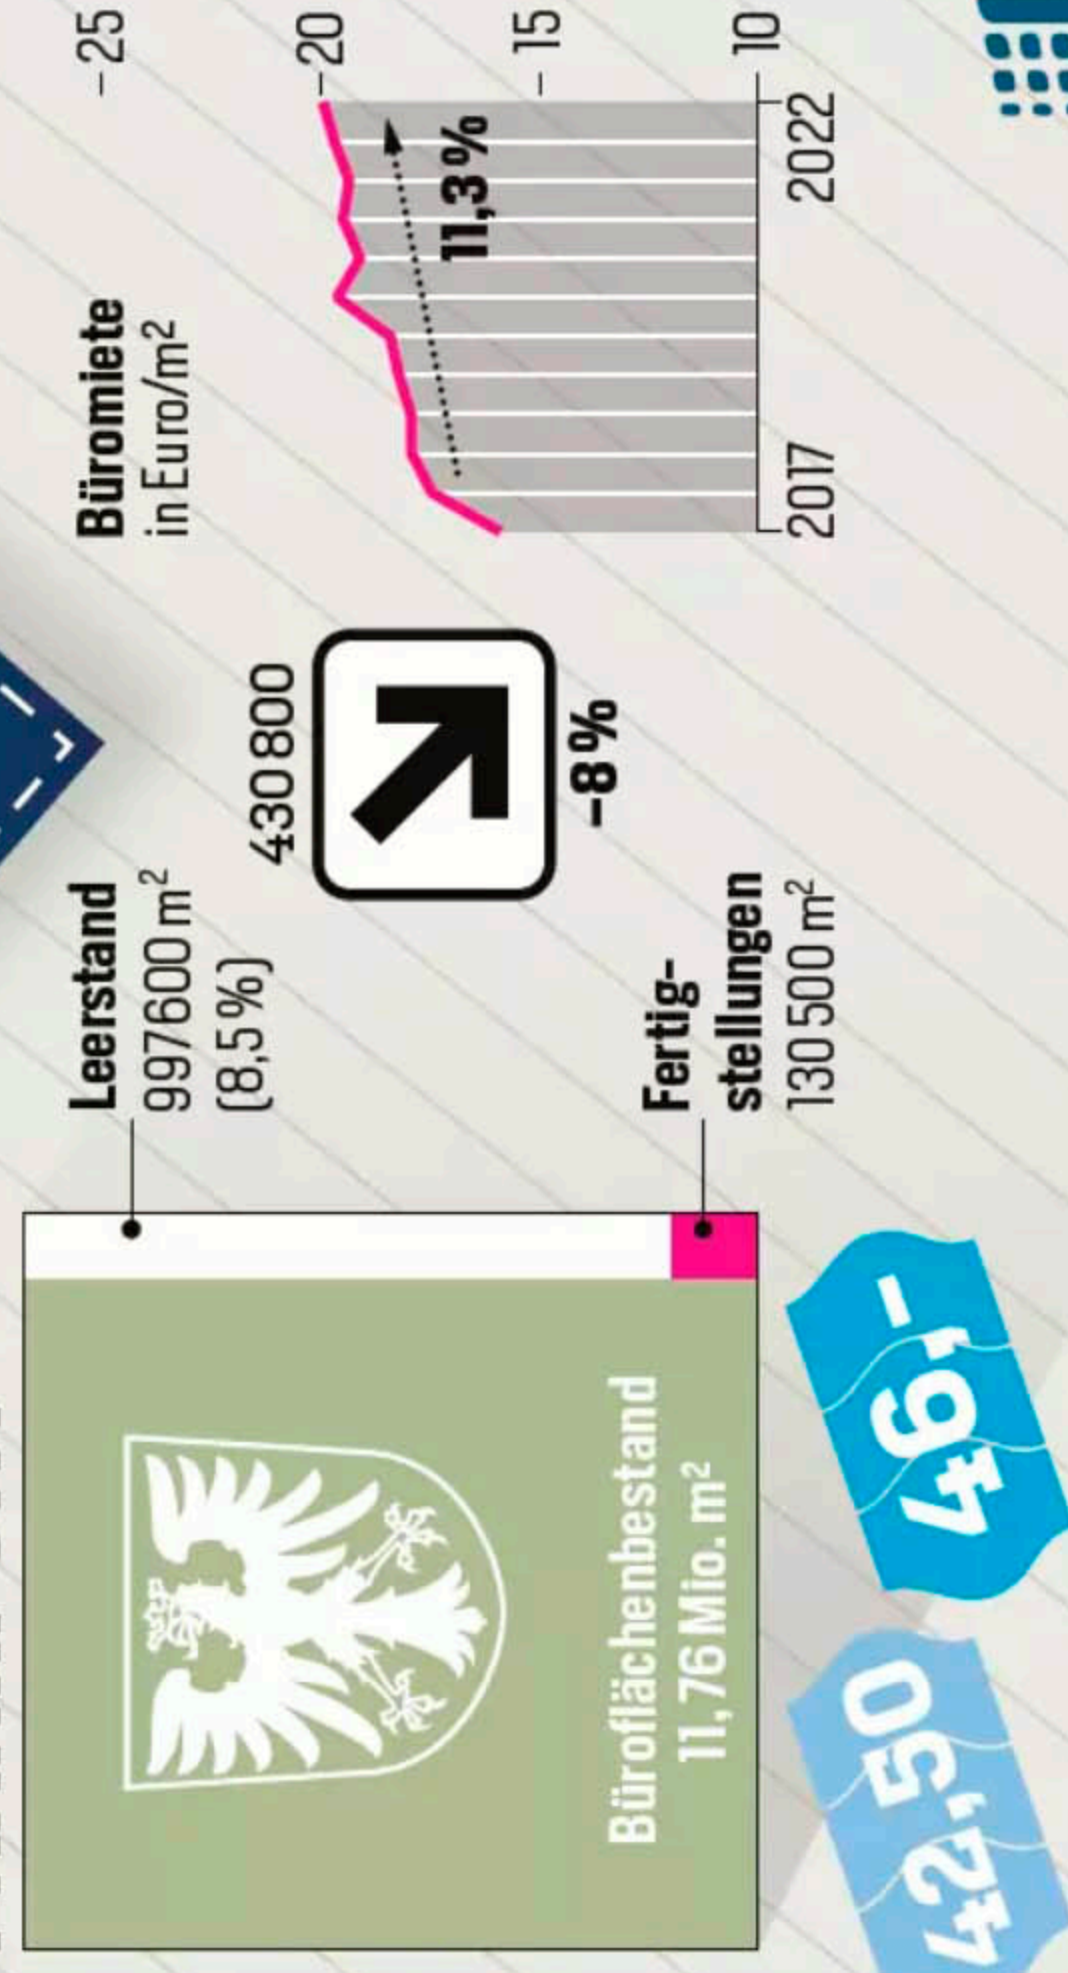 Büroflächenbestand
11,76 Mio. m²
Leerstand
997600 m²
(8,5%)
Fertig-
stellungen
130 500 m²
430 800
-8%
Büromiete
in Euro/m²
-25
-20
-15
10
11,3%
2017
2022
42,50
46,-